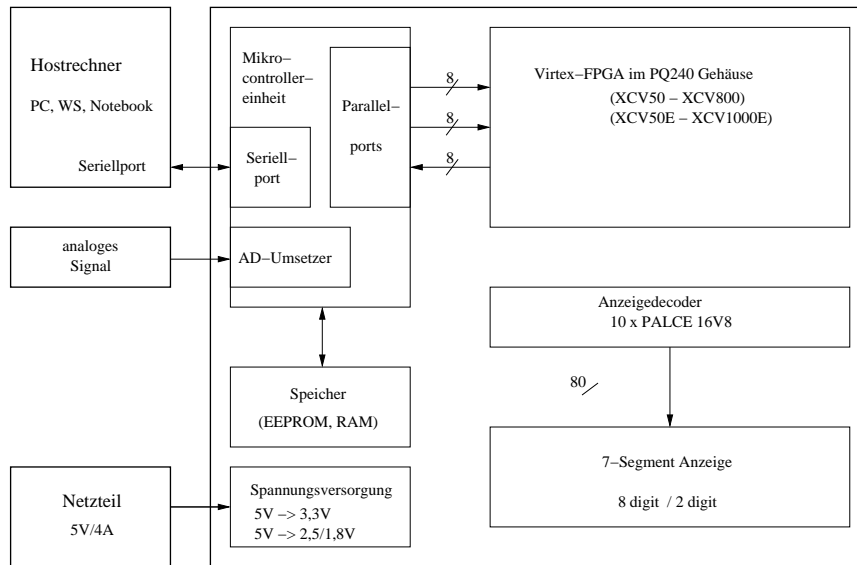 Hostrechner
PC, WS, Notebook
Seriellport
analoges
Signal
Netzteil
5V/4A
Mikro−
controller−
einheit
Parallel−
ports
Seriell−
port
AD−Umsetzer
8
8
8
Virtex−FPGA im PQ240 Gehäuse
(XCV50 − XCV800)
(XCV50E − XCV1000E)
Speicher
(EEPROM, RAM)
Spannungsversorgung
5V −> 3,3V
5V −> 2,5/1,8V
Anzeigedecoder
10 x PALCE 16V8
80
7−Segment Anzeige
8 digit / 2 digit